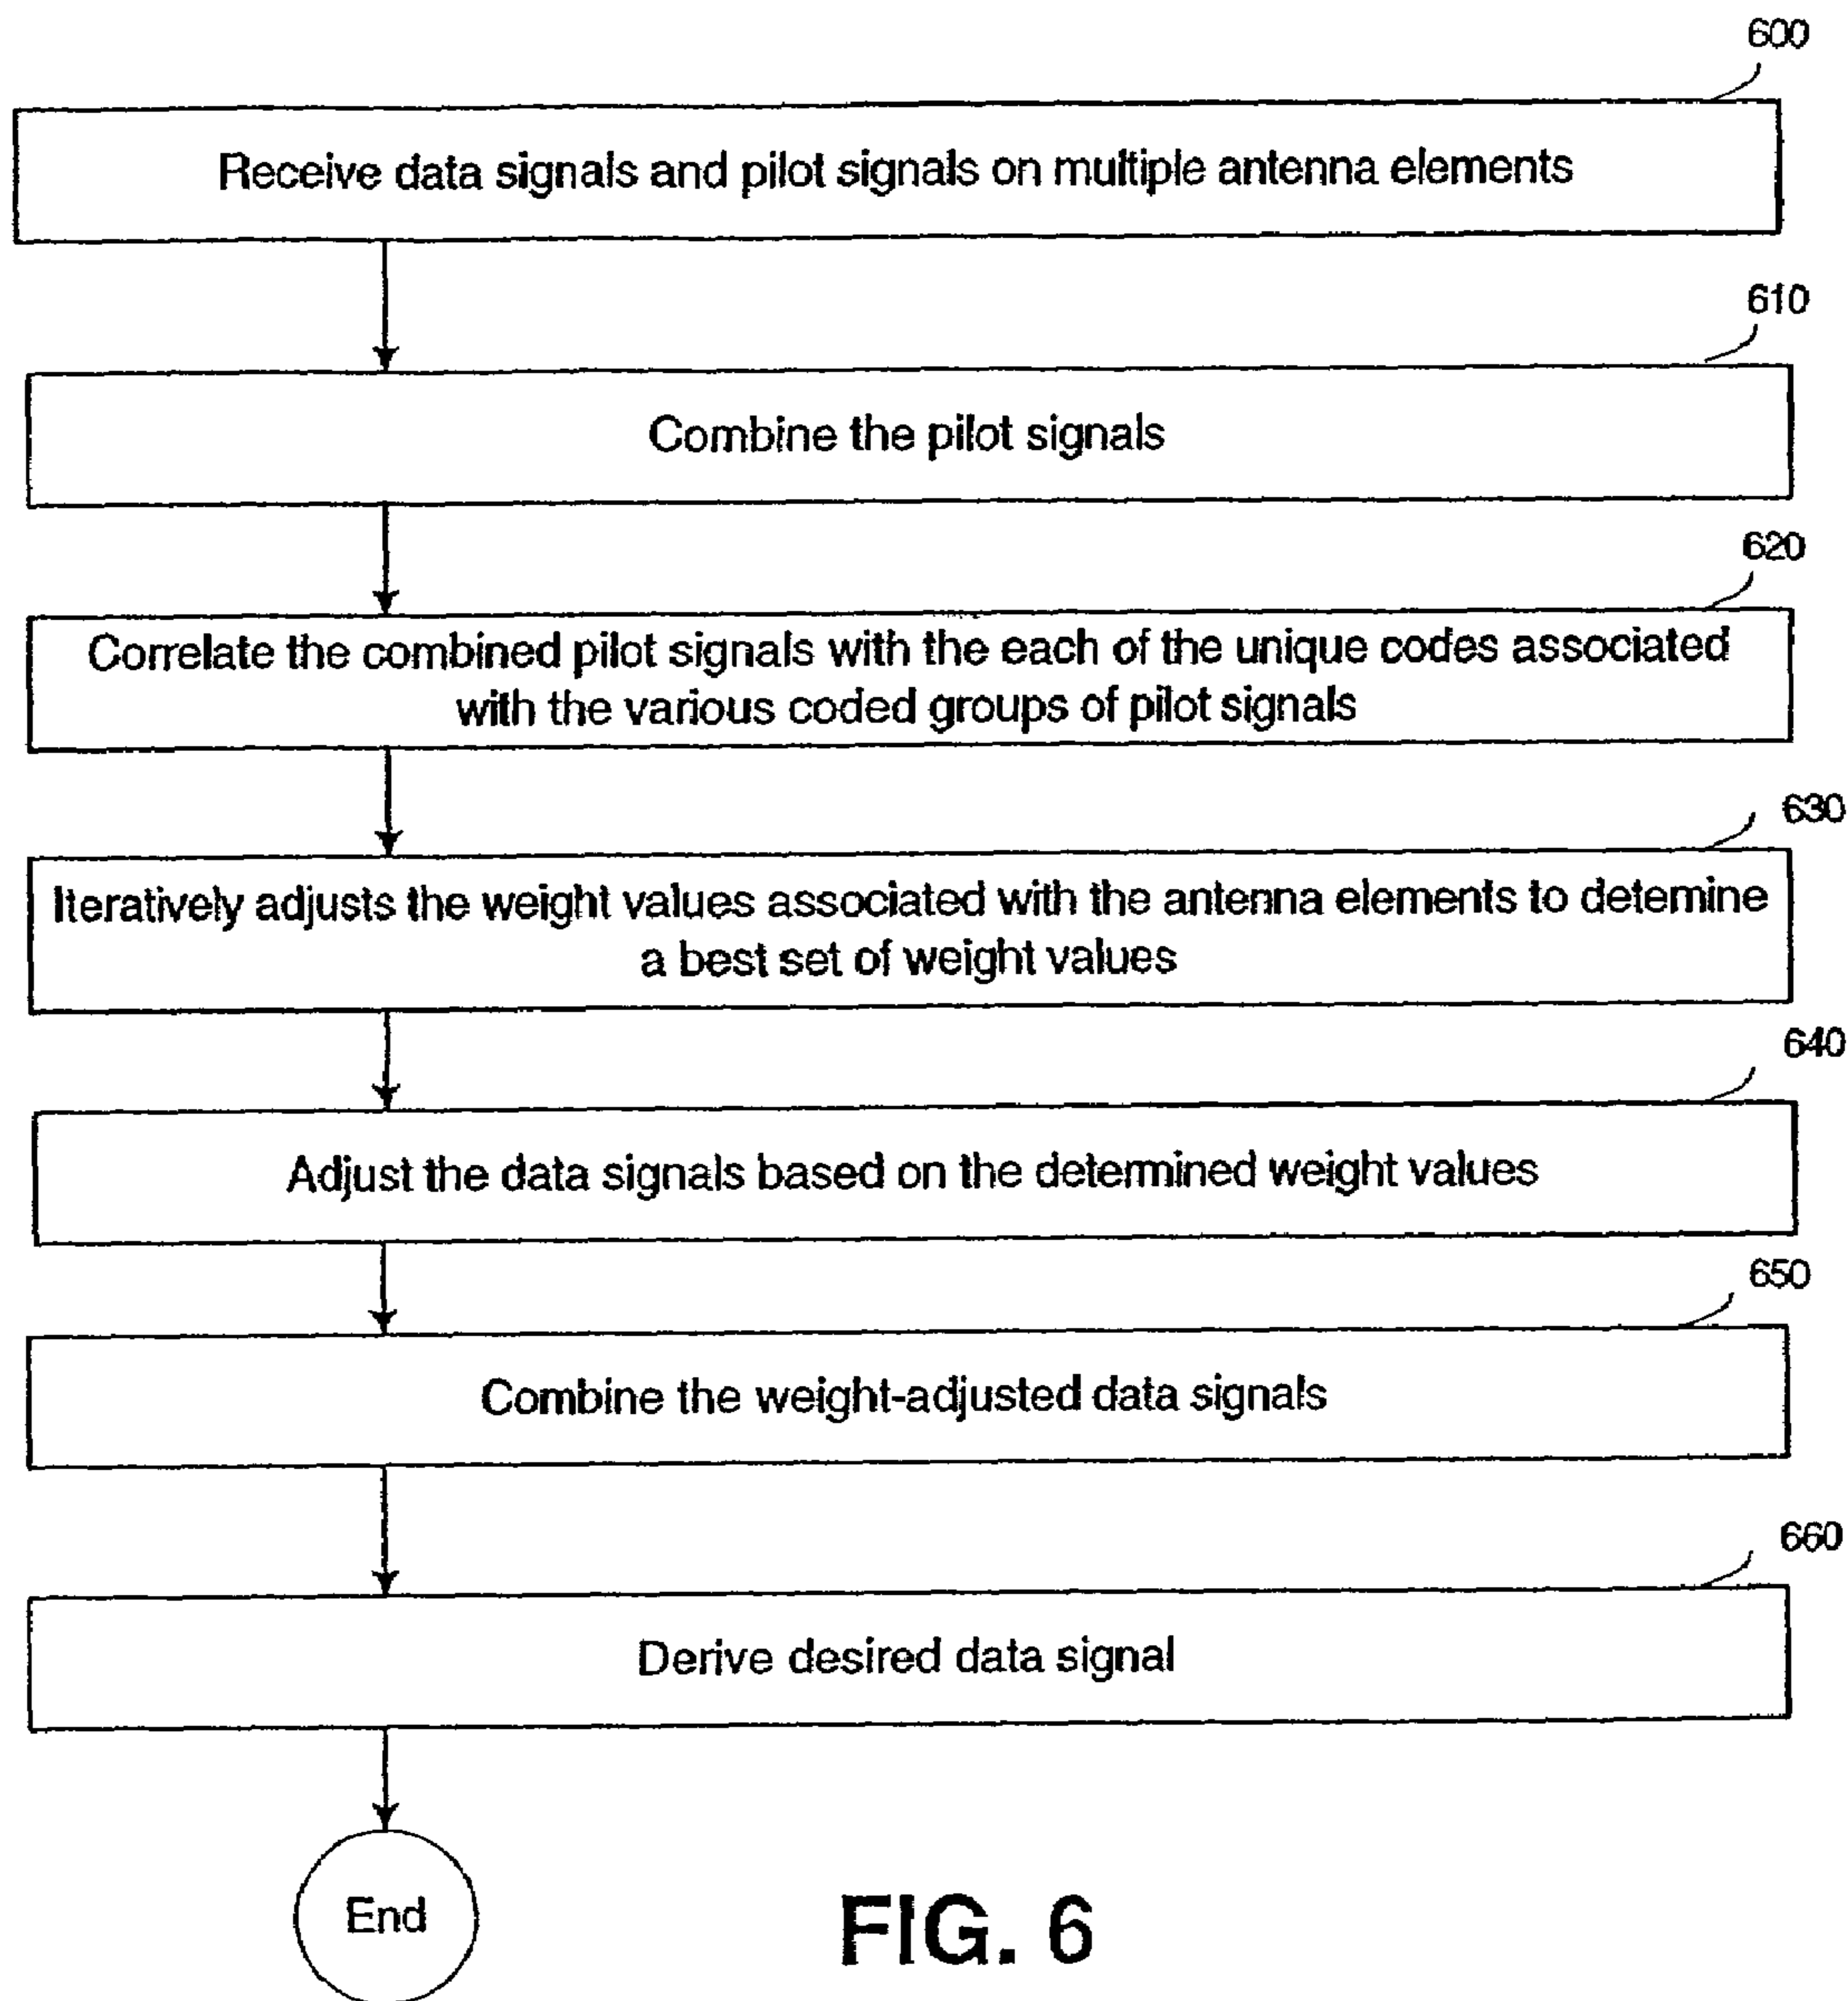 600
Receive data signals and pilot signals on multiple antenna elements
610
Combine the pilot signals
620
Correlate the combined pilot signals with the each of the unique codes associated
with the various coded groups of pilot signals
630
Iteratively adjusts the weight values associated with the antenna elements to detemine
a best set of weight values
640
Adjust the data signals based on the determined weight values
650
Combine the weight-adjusted data signals
660
Derive desired data signal
End
FIG. 6